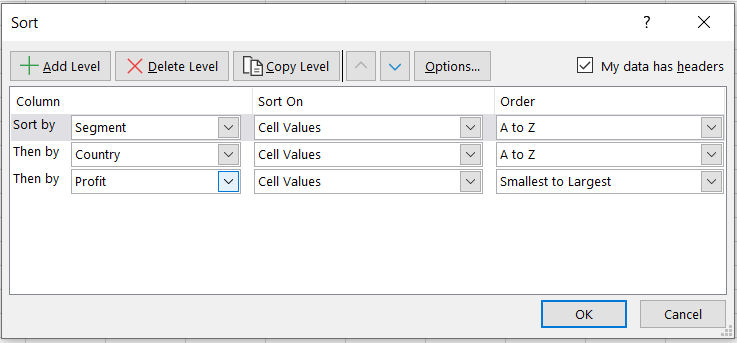 Sort ?
Add Level Delete Level Copy Level Options... My data has headers
Column Sort On Order
Sort by Segment Cell Values A to Z
Then by Country Cell Values A to Z
Then by Profit Cell Values Smallest to Largest
OK Cancel